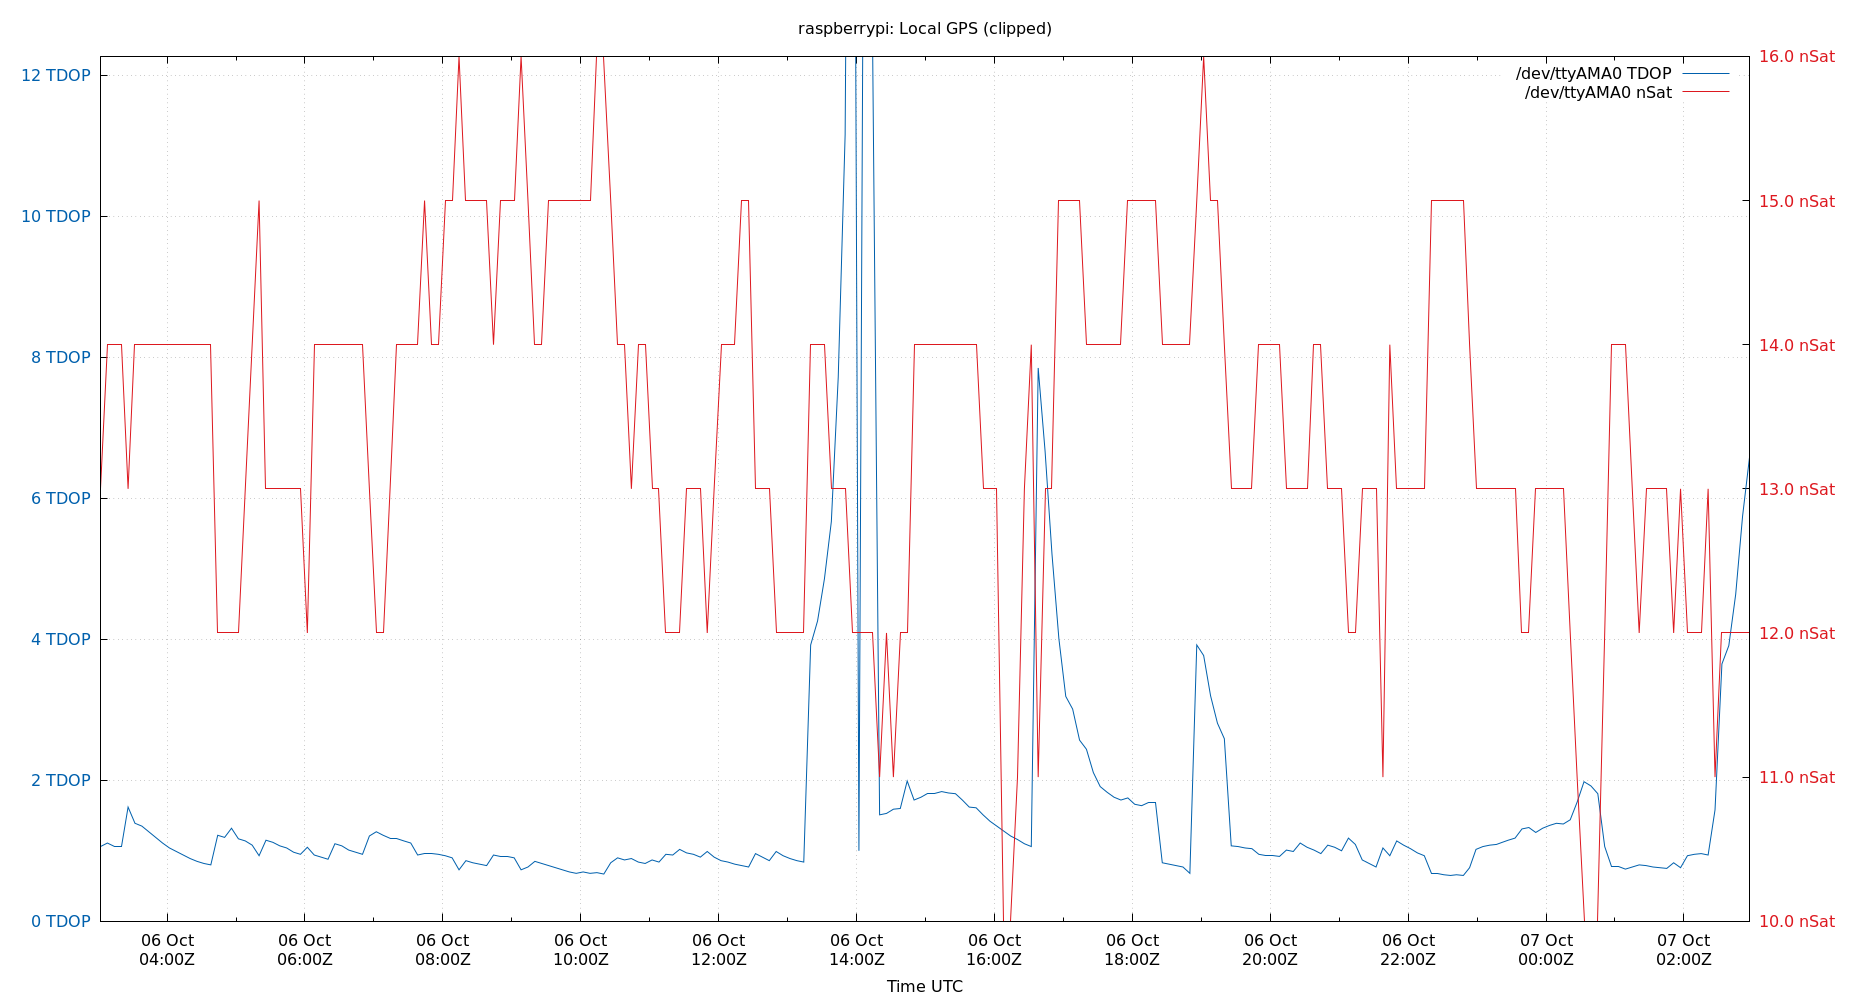 raspberrypi: Local GPS (clipped)
12 TDOP
10 TDOP
8 TDOP
6 TDOP
4 TDOP
2 TDOP
0 TDOP
/dev/ttyAMA0 TDOP
/dev/ttyAMA0 nSat
16.0 nSat
15.0 nSat
14.0 nSat
13.0 nSat
12.0 nSat
11.0 nSat
10.0 nSat
06 Oct
04:00Z
06 Oct
06:00Z
06 Oct
08:00Z
06 Oct
10:00Z
06 Oct
12:00Z
06 Oct
14:00Z
06 Oct
16:00Z
06 Oct
18:00Z
06 Oct
20:00Z
06 Oct
22:00Z
07 Oct
00:00Z
07 Oct
02:00Z
Time UTC